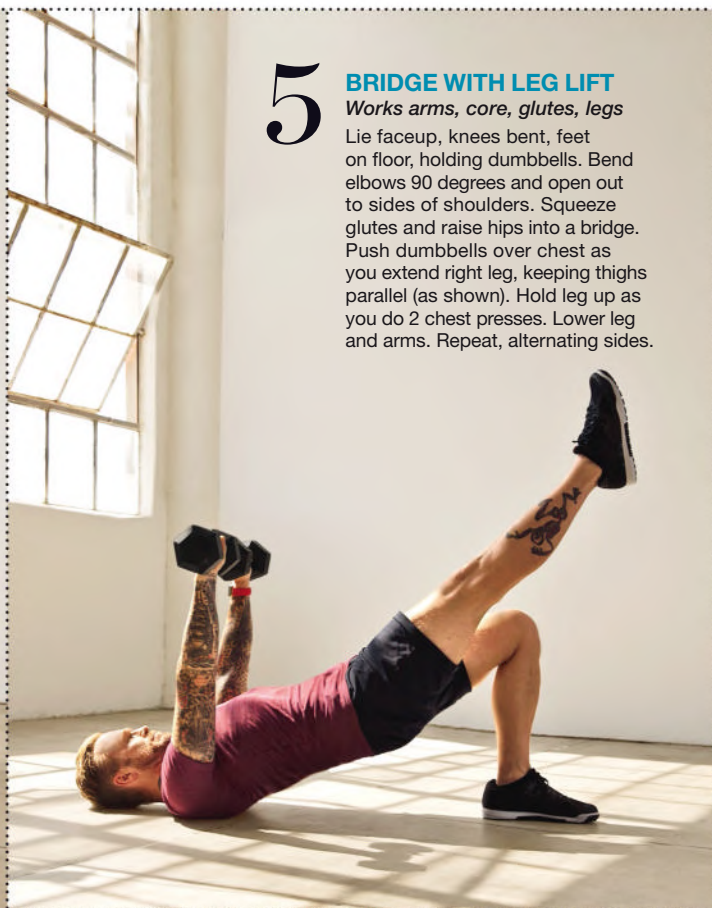 5
BRIDGE WITH LEG LIFT
Works arms, core, glutes, legs
Lie faceup, knees bent, feet
on floor, holding dumbbells. Bend
elbows 90 degrees and open out
to sides of shoulders. Squeeze
glutes and raise hips into a bridge.
Push dumbbells over chest as
you extend right leg, keeping thighs
parallel (as shown). Hold leg up as
you do 2 chest presses. Lower leg
and arms. Repeat, alternating sides.